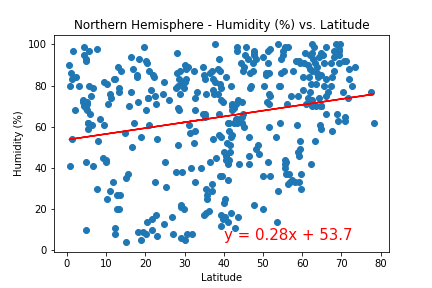 Northern Hemisphere - Humidity (%) vs. Latitude
100
80
60
40
20
0
Humidity (%)
y = 0.28x + 53.7
0 10 20 30 40 50 60 70 80
Latitude